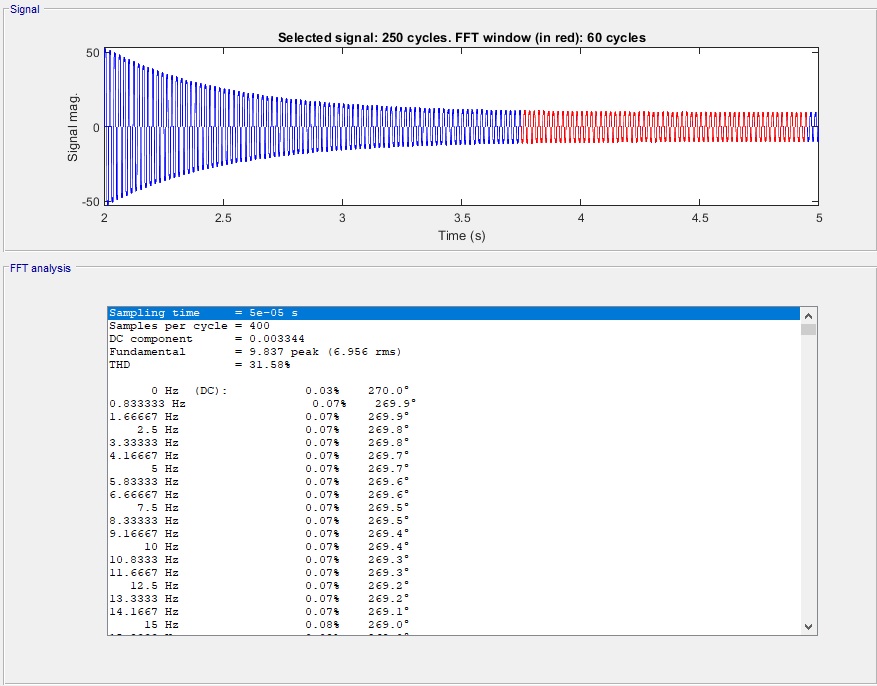 Signal
Selected signal: 250 cycles. FFT window (in red): 60 cycles
50
0
-50
Signal mag.
2 2.5 3 3.5 4 4.5 5
Time (s)
FFT analysis
Sampling time = 5e-05 s
Samples per cycle = 400
DC component = 0.003344
Fundamental = 9.837 peak (6.956 rms)
THD = 31.58%
0 Hz (DC): 0.03% 270.0°
0.833333 Hz 0.07% 269.9°
1.66667 Hz 0.07% 269.9°
2.5 Hz 0.07% 269.8°
3.33333 Hz 0.07% 269.8°
4.16667 Hz 0.07% 269.7°
5 Hz 0.07% 269.7°
5.83333 Hz 0.07% 269.6°
6.66667 Hz 0.07% 269.6°
7.5 Hz 0.07% 269.5°
8.33333 Hz 0.07% 269.5°
9.16667 Hz 0.07% 269.4°
10 Hz 0.07% 269.4°
10.8333 Hz 0.07% 269.3°
11.6667 Hz 0.07% 269.3°
12.5 Hz 0.07% 269.2°
13.3333 Hz 0.07% 269.2°
14.1667 Hz 0.07% 269.1°
15 Hz 0.08% 269.0°